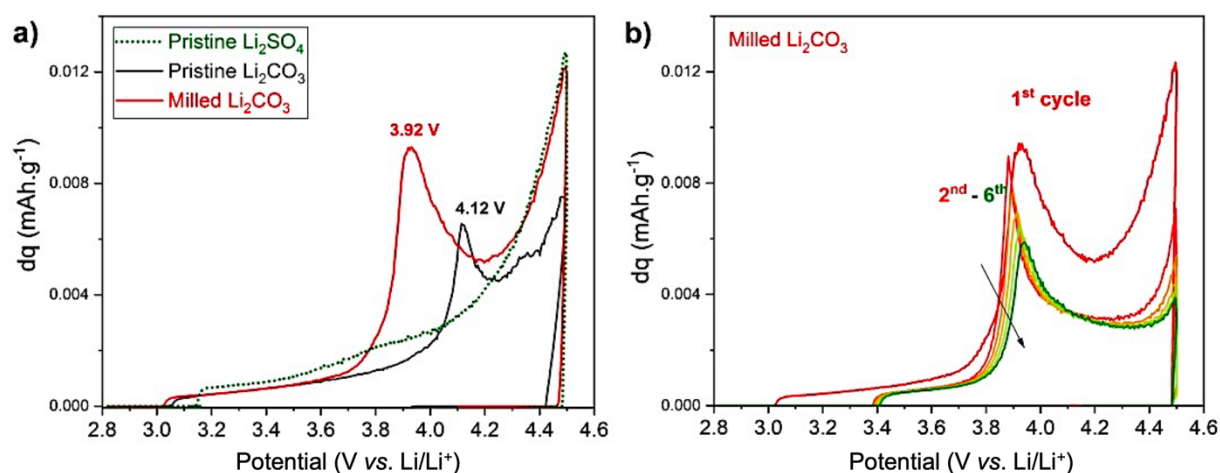 a)
Pristine Li₂SO₄
Pristine Li₂CO₃
Milled Li₂CO₃
3.92 V
4.12 V
0.012
0.008
0.004
0.000
dq (mAh.g⁻¹)
2.8 3.0 3.2 3.4 3.6 3.8 4.0 4.2 4.4 4.6
Potential (V vs. Li/Li⁺)
b)
Milled Li₂CO₃
1ˢᵗ cycle
2ⁿᵈ - 6ᵗʰ
0.012
0.008
0.004
0.000
dq (mAh.g⁻¹)
2.8 3.0 3.2 3.4 3.6 3.8 4.0 4.2 4.4 4.6
Potential (V vs. Li/Li⁺)